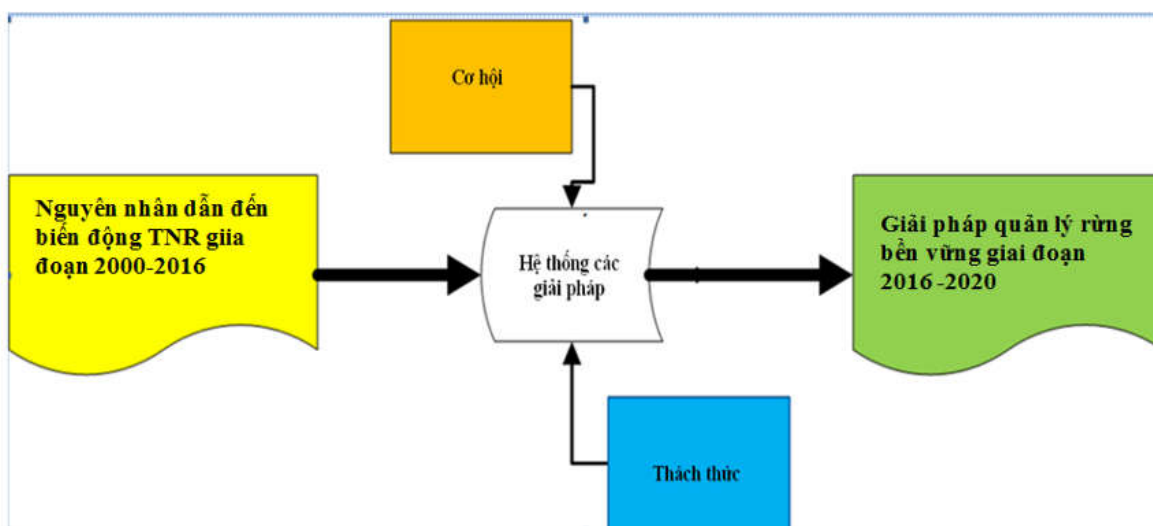 Cơ hội
Nguyên nhân dẫn đến
biến động TNR giia
đoạn 2000-2016
Hệ thống các
giải pháp
Giải pháp quản lý rừng
bền vững giai đoạn
2016 -2020
Thách thức